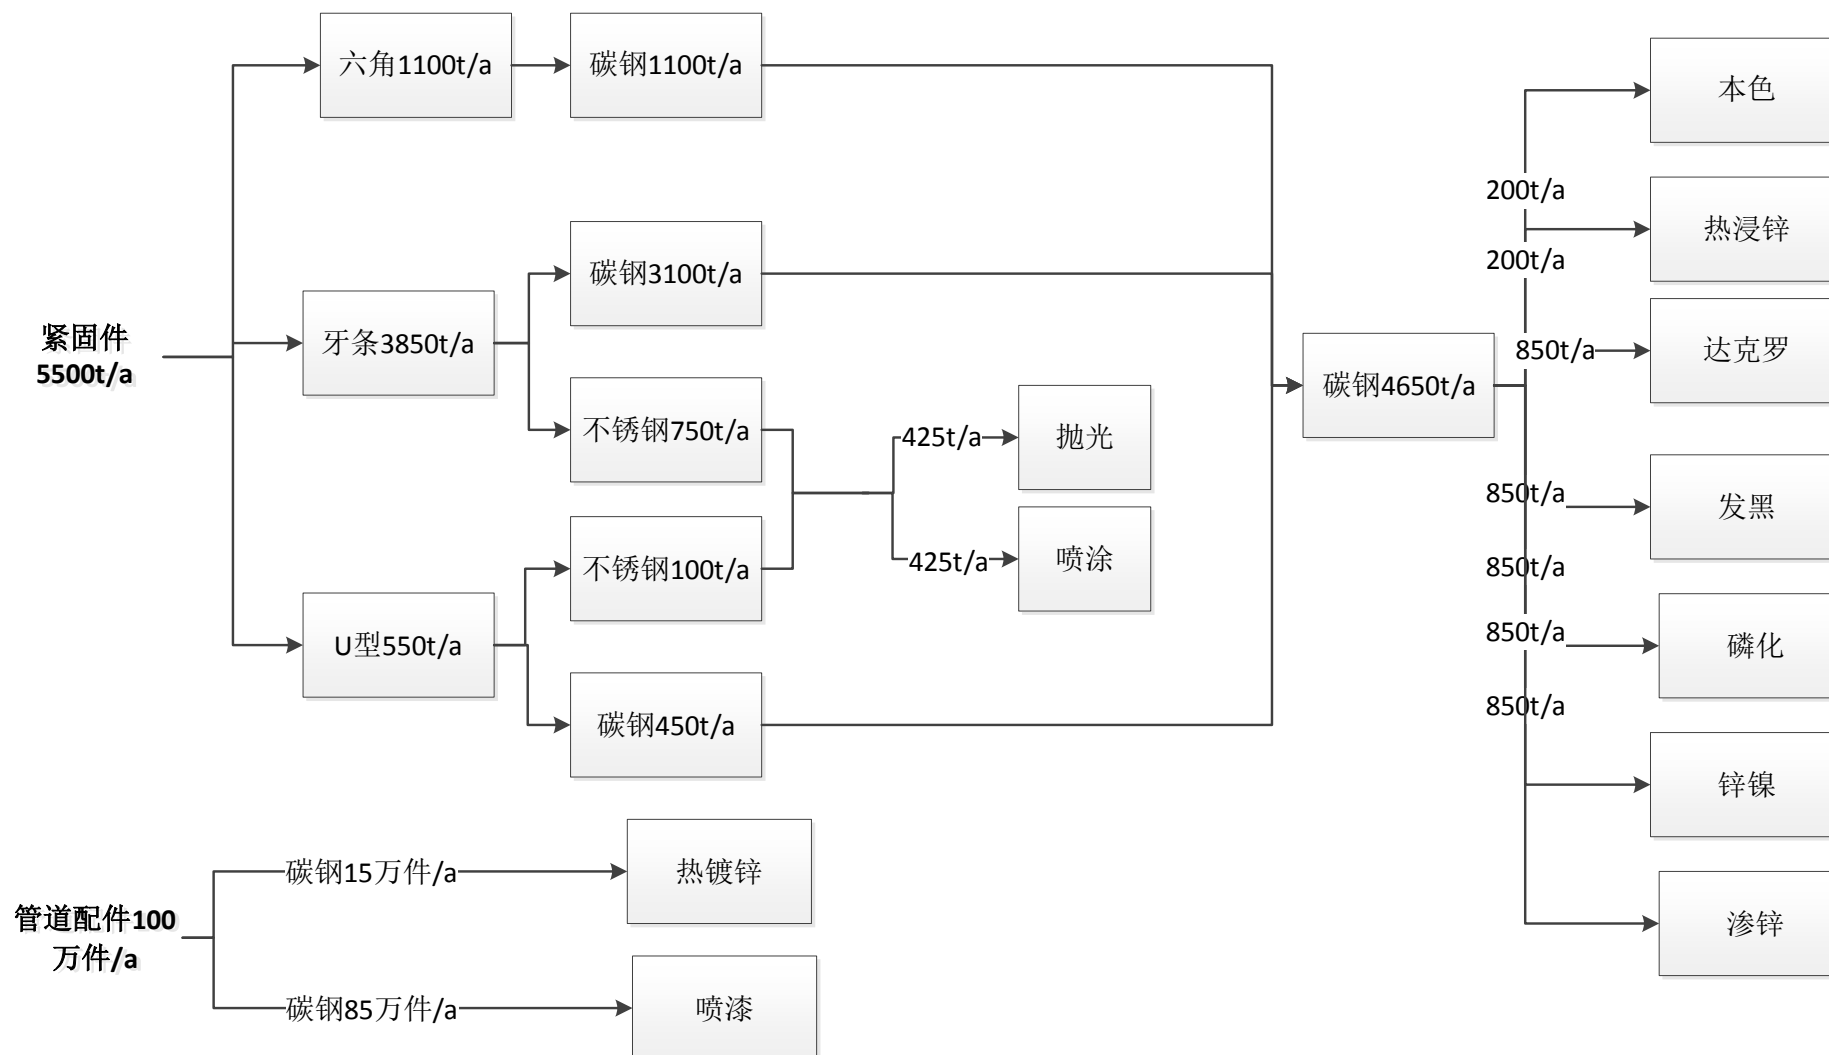 六角1100t/a
碳钢1100t/a
本色
200t/a
热浸锌
200t/a
碳钢3100t/a
紧固件
5500t/a
牙条3850t/a
850t/a
达克罗
碳钢4650t/a
不锈钢750t/a
425t/a
抛光
850t/a
发黑
不锈钢100t/a
425t/a
喷涂
850t/a
U型550t/a
850t/a
磷化
碳钢450t/a
850t/a
锌镍
碳钢15万件/a
热镀锌
管道配件100
万件/a
渗锌
碳钢85万件/a
喷漆